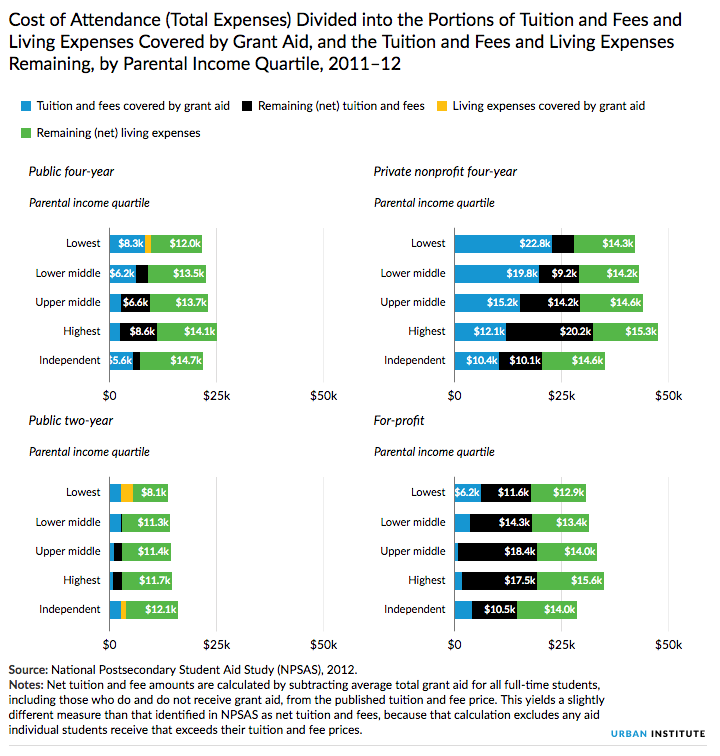 Cost of Attendance (Total Expenses) Divided into the Portions of Tuition and Fees and
Living Expenses Covered by Grant Aid, and the Tuition and Fees and Living Expenses
Remaining, by Parental Income Quartile, 2011–12
Tuition and fees covered by grant aid Remaining (net) tuition and fees Living expenses covered by grant aid
Remaining (net) living expenses
Public four-year
Parental income quartile
Lowest $8.3k $12.0k
Lower middle $6.2k $13.5k
Upper middle $6.6k $13.7k
Highest $8.6k $14.1k
Independent $5.6k $14.7k
$0 $25k $50k
Private nonprofit four-year
Parental income quartile
Lowest $22.8k $14.3k
Lower middle $19.8k $9.2k $14.2k
Upper middle $15.2k $14.2k $14.6k
Highest $12.1k $20.2k $15.3k
Independent $10.4k $10.1k $14.6k
$0 $25k $50k
Public two-year
Parental income quartile
Lowest $8.1k
Lower middle $11.3k
Upper middle $11.4k
Highest $11.7k
Independent $12.1k
$0 $25k $50k
For-profit
Parental income quartile
Lowest $6.2k $11.6k $12.9k
Lower middle $14.3k $13.4k
Upper middle $18.4k $14.0k
Highest $17.5k $15.6k
Independent $10.5k $14.0k
$0 $25k $50k
Source: National Postsecondary Student Aid Study (NPSAS), 2012.
Notes: Net tuition and fee amounts are calculated by subtracting average total grant aid for all full-time students,
including those who do and do not receive grant aid, from the published tuition and fee price. This yields a slightly
different measure than that identified in NPSAS as net tuition and fees, because that calculation excludes any aid
individual students receive that exceeds their tuition and fee prices.
URBAN INSTITUTE